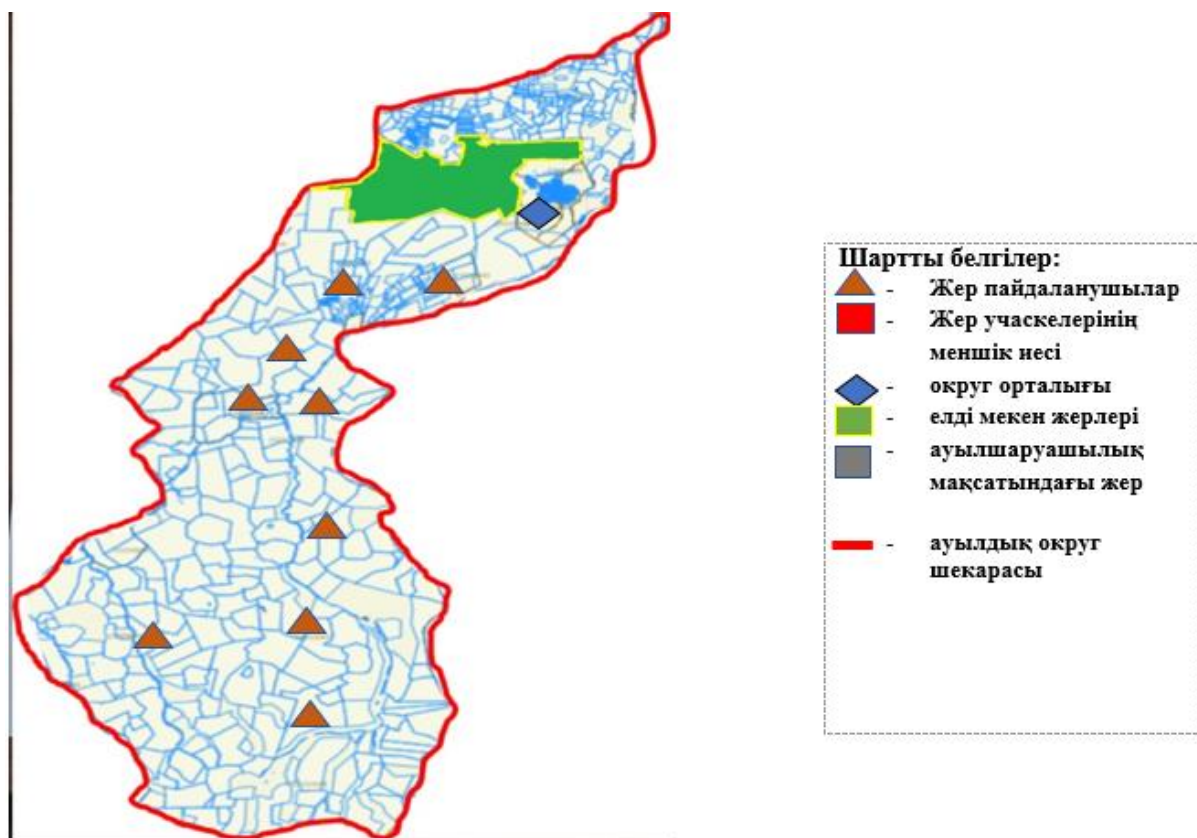 Шартты белгілер:
- Жер пайдаланушылар
- Жер учаскелерінің
меншік иесі
- округ орталығы
- елді мекен жерлері
- ауылшаруашылық
мақсатындағы жер
- ауылдық округ
шекарасы